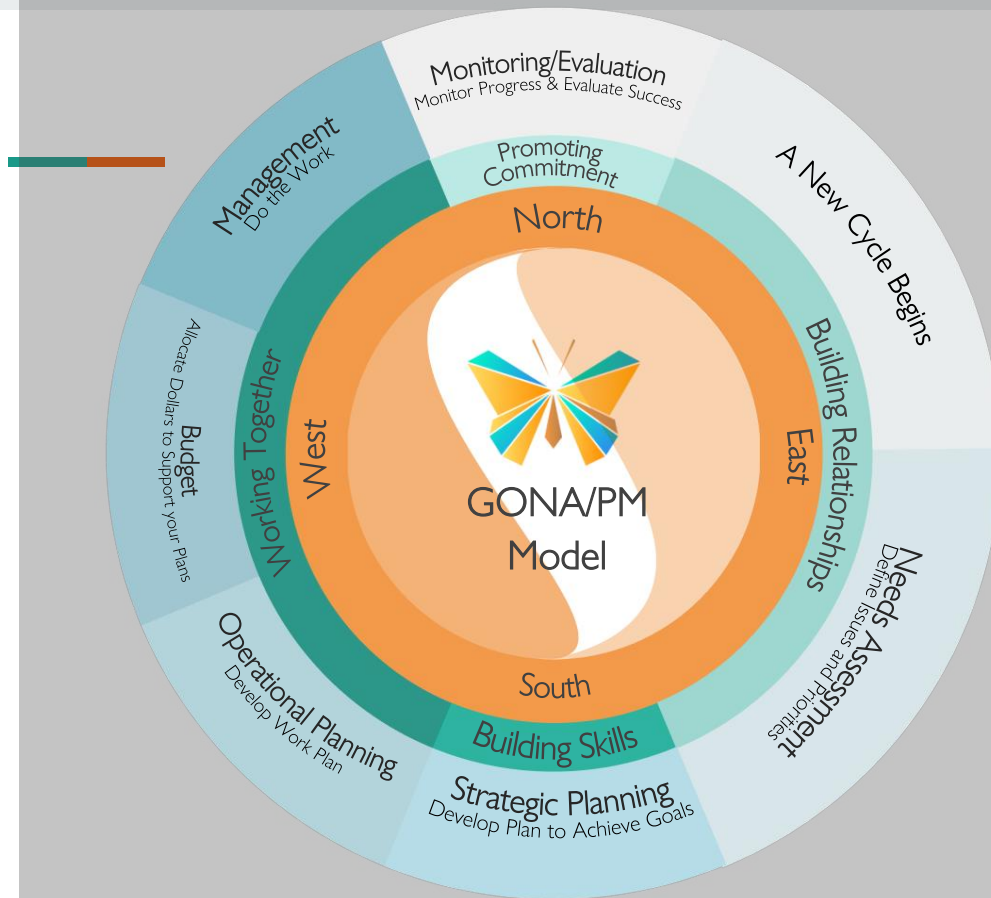 Monitoring/Evaluation
Monitor Progress & Evaluate Success
Promoting
Commitment
North
A New Cycle Begins
Building Relationships
East
Needs Assessment
Define Issues and Priorities
South
Building Skills
Strategic Planning
Develop Plan to Achieve Goals
Operational Planning
Develop Work Plan
Budget
Allocate Dollars to Support your Plans
Working Together
West
Management
Do the Work
GONA/PM
Model